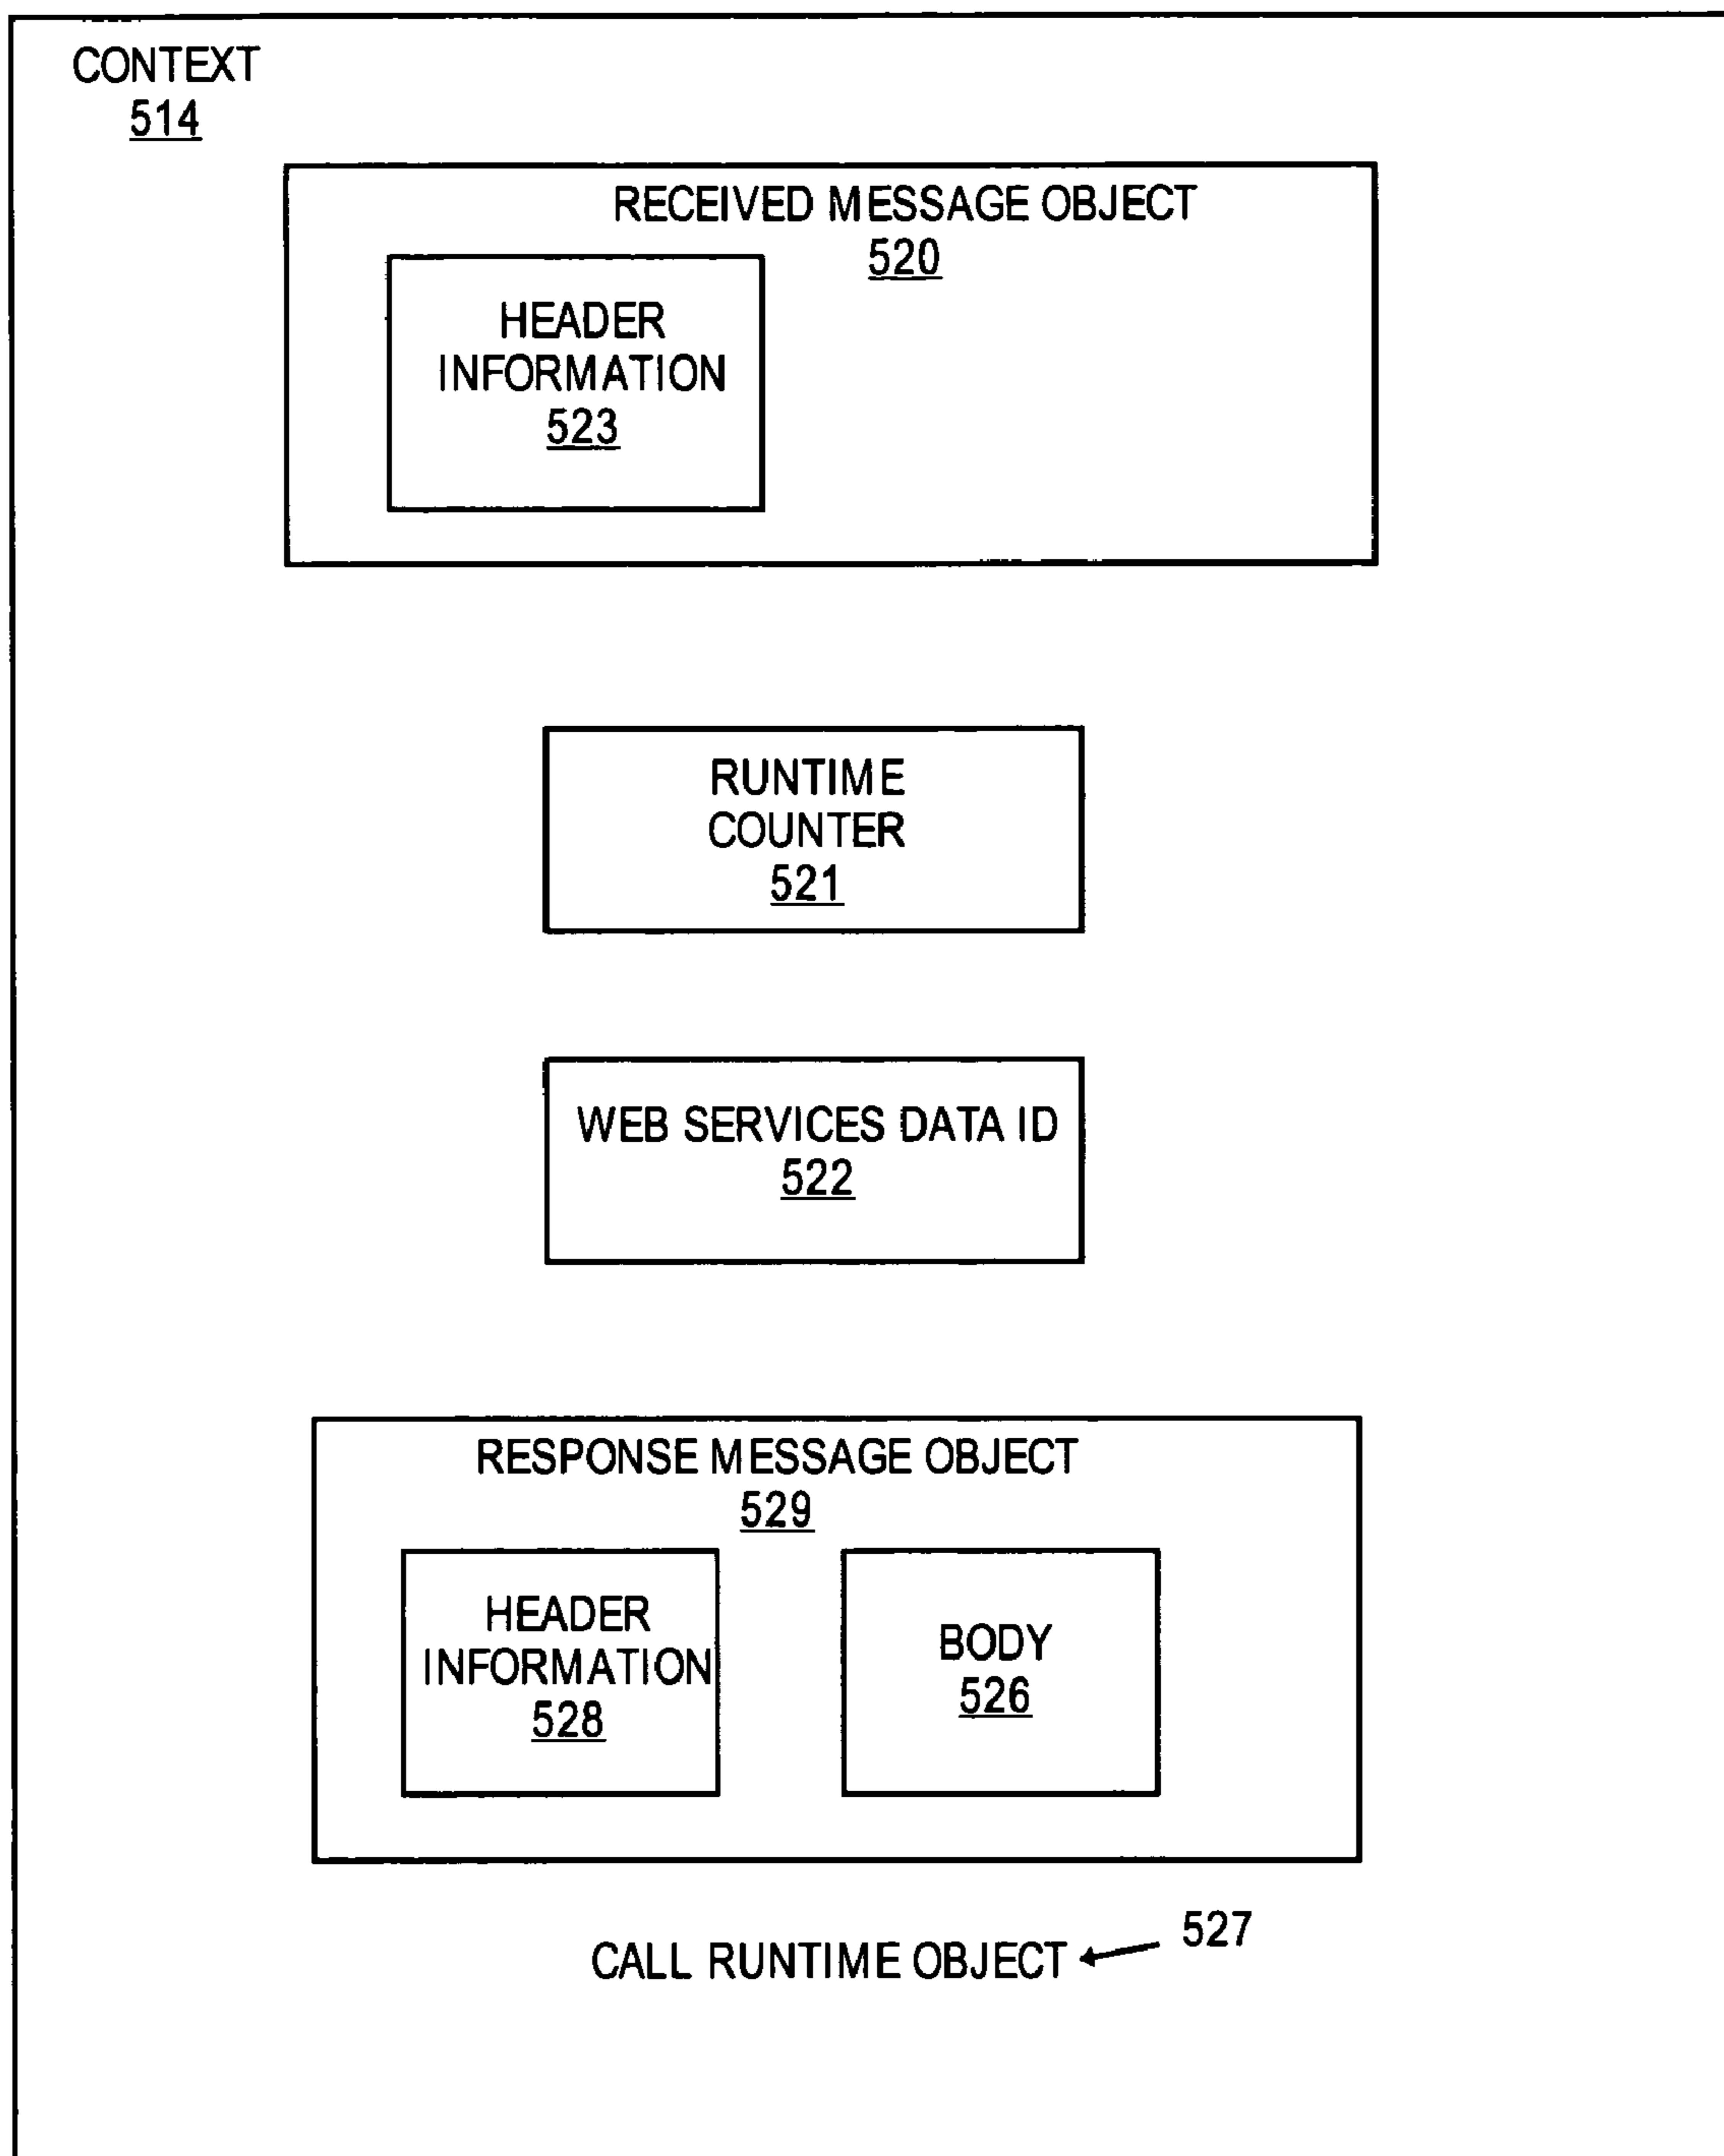 CONTEXT
514
RECEIVED MESSAGE OBJECT
520
HEADER
INFORMATION
523
RUNTIME
COUNTER
521
WEB SERVICES DATA ID
522
RESPONSE MESSAGE OBJECT
529
HEADER
INFORMATION
528
BODY
526
CALL RUNTIME OBJECT
527